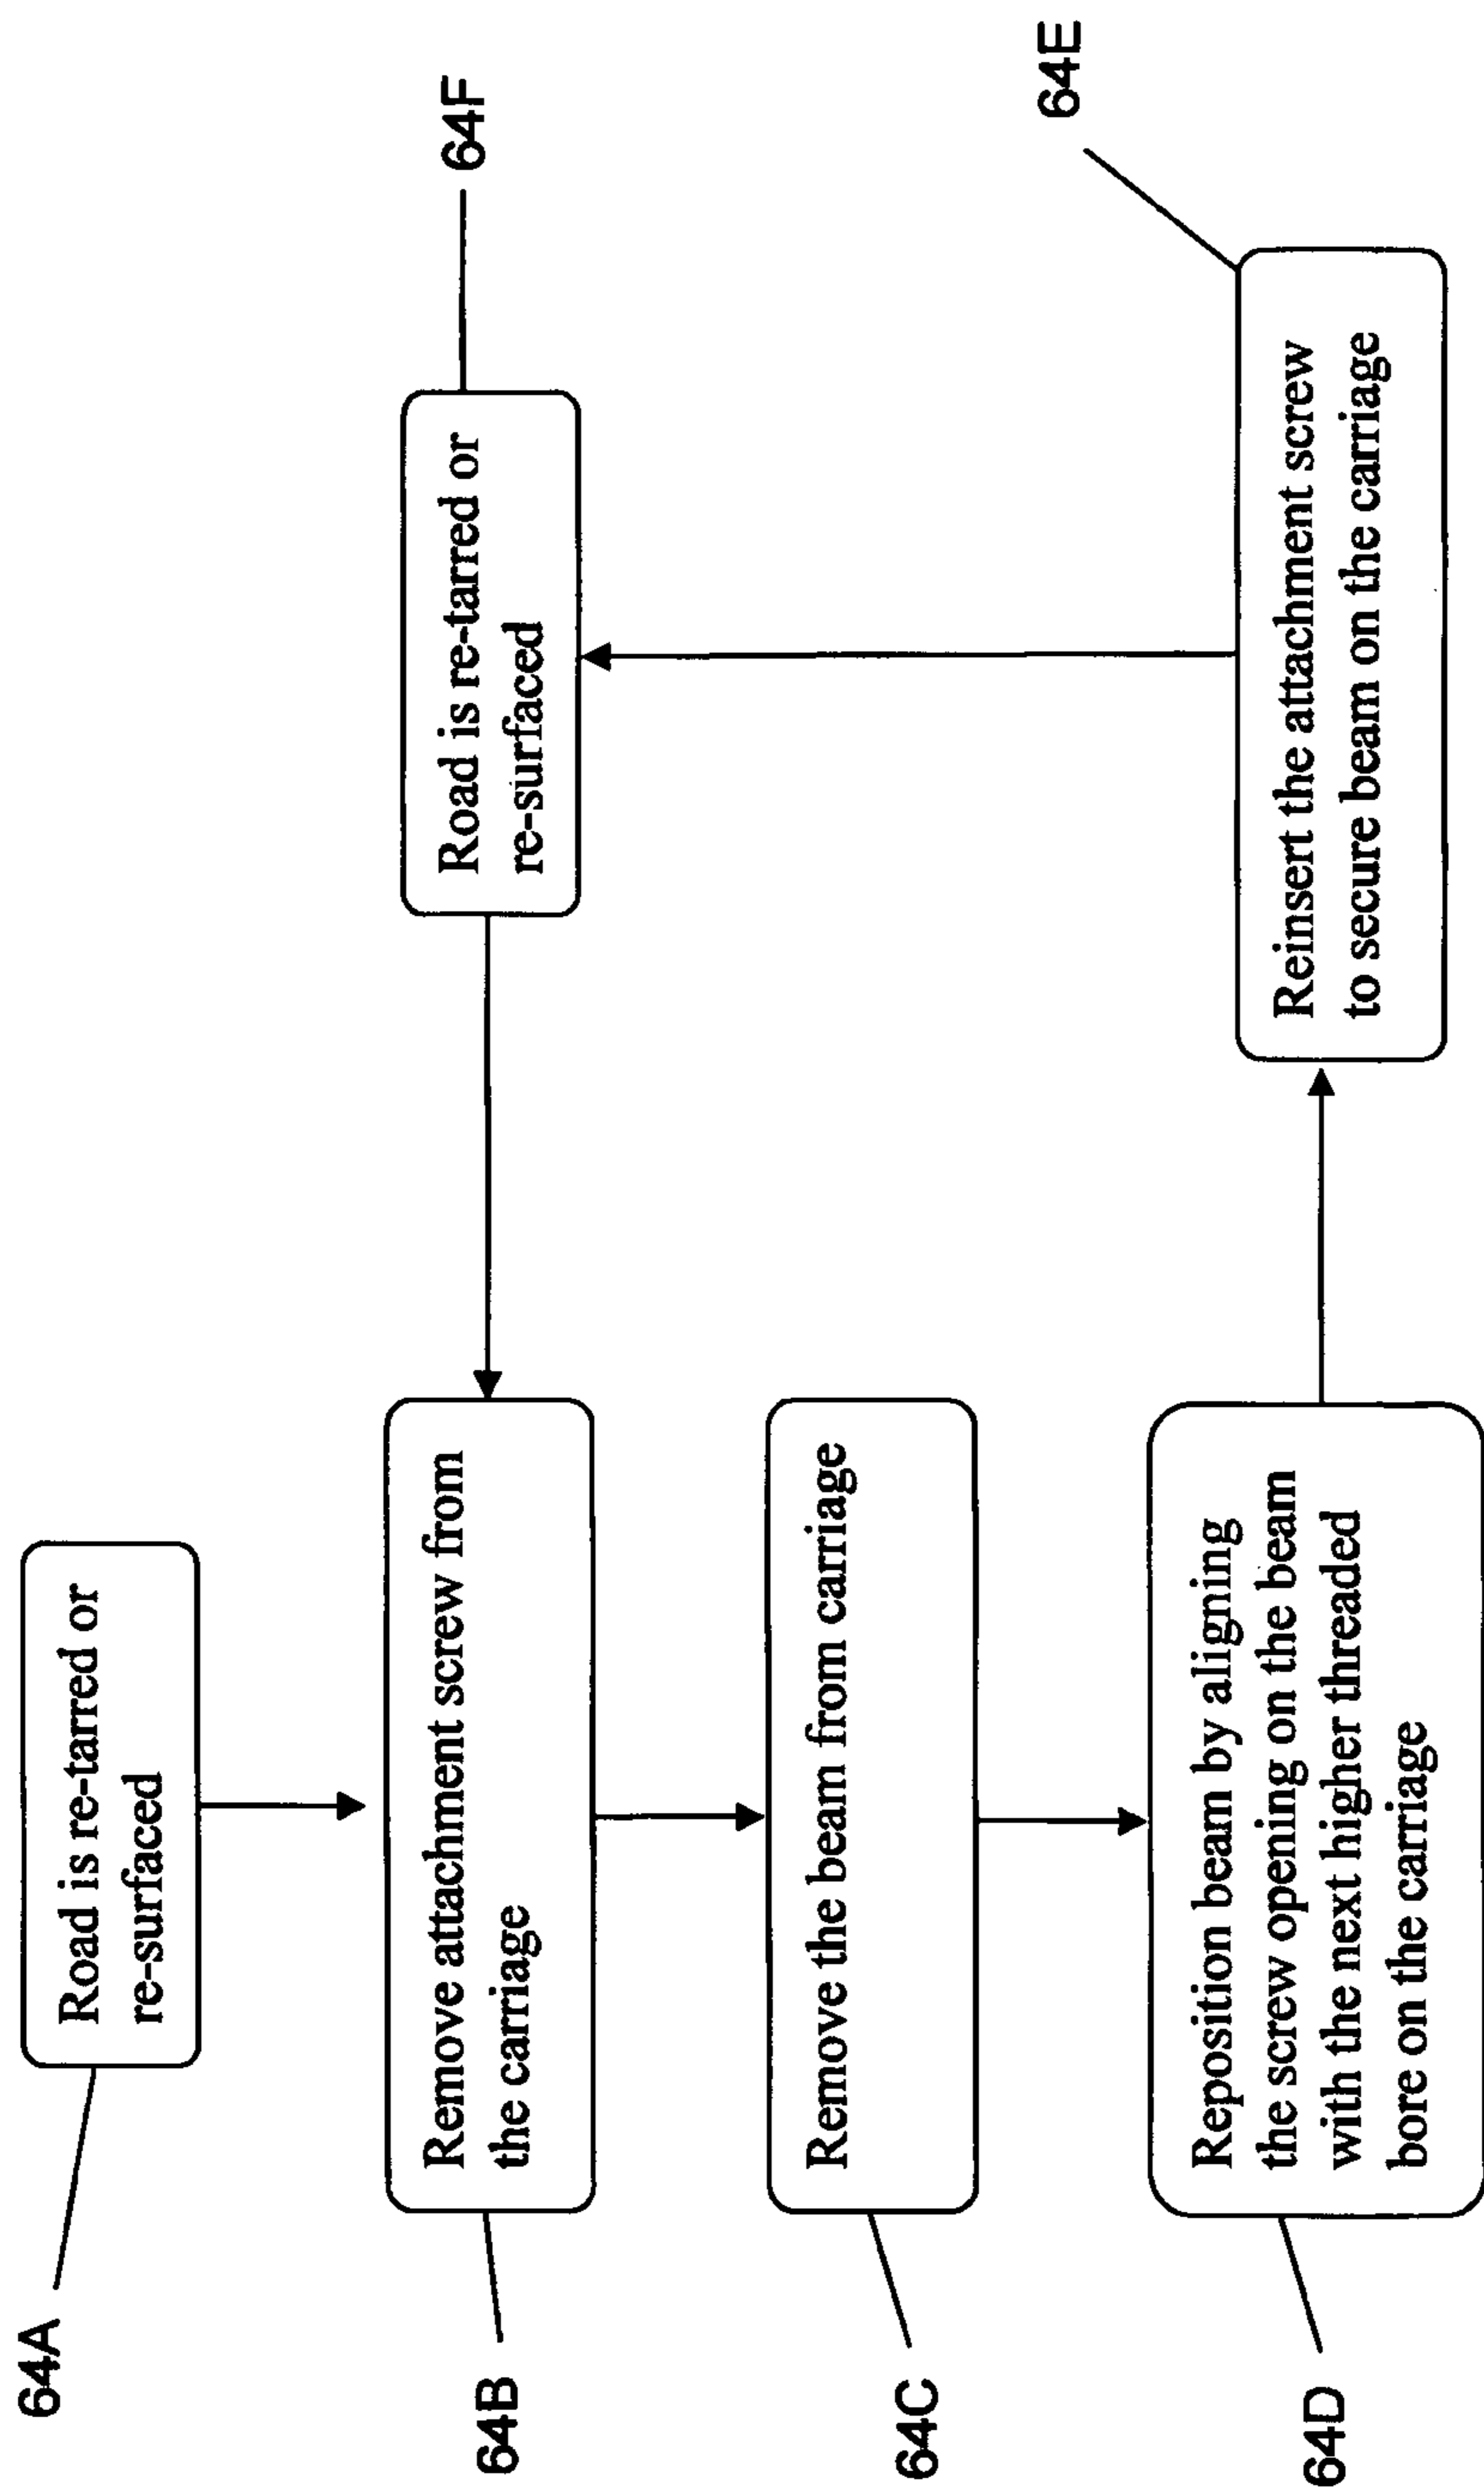 64A
Road is re-tarred or
re-surfaced
64B
Remove attachment screw from
the carriage
64C
Remove the beam from carriage
64D
Reposition beam by aligning
the screw opening on the beam
with the next higher threaded
bore on the carriage
64E
Reinsert the attachment screw
to secure beam on the carriage
64F
Road is re-tarred or
re-surfaced